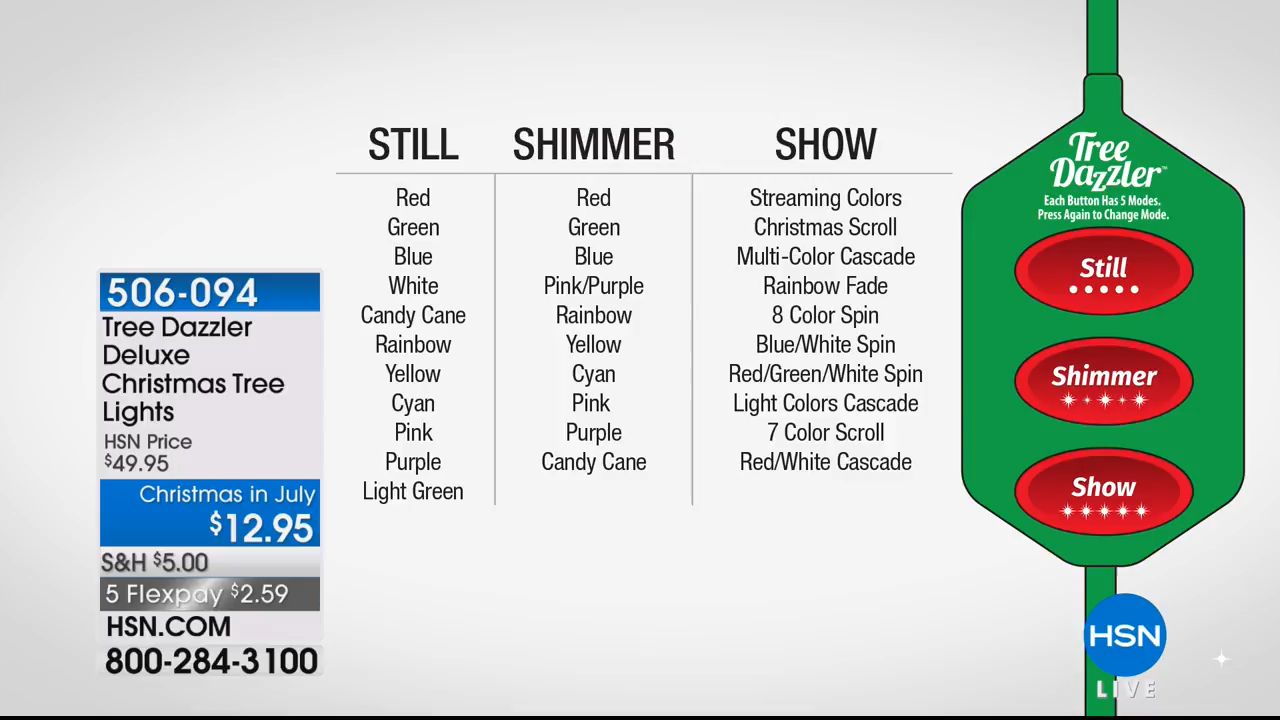 506-094
Tree Dazzler
Deluxe
Christmas Tree
Lights
HSN Price
$49.95
Christmas in July
$12.95
S&H $5.00
5 Flexpay $2.59
HSN.COM
800-284-3100
STILL
Red
Green
Blue
White
Candy Cane
Rainbow
Yellow
Cyan
Pink
Purple
Light Green
SHIMMER
Red
Green
Blue
Pink/Purple
Rainbow
Yellow
Cyan
Pink
Purple
Candy Cane
SHOW
Streaming Colors
Christmas Scroll
Multi-Color Cascade
Rainbow Fade
8 Color Spin
Blue/White Spin
Red/Green/White Spin
Light Colors Cascade
7 Color Scroll
Red/White Cascade
Tree
Dazzler™
Each Button Has 5 Modes.
Press Again to Change Mode.
Still
Shimmer
Show
HSN
LIVE